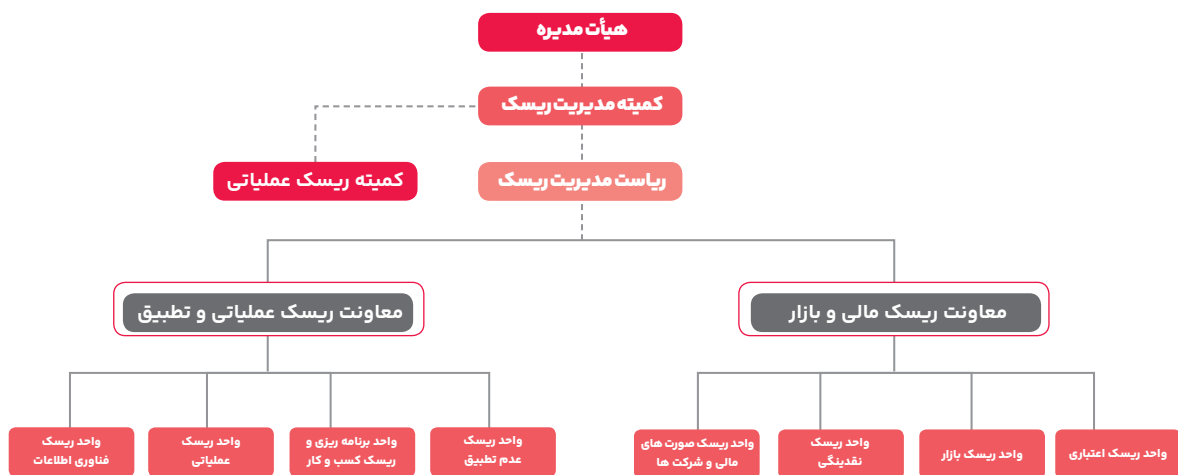 هیأت مدیره
کمیته مدیریت ریسک
ریاست مدیریت ریسک
کمیته ریسک عملیاتی
معاونت ریسک مالی و بازار
معاونت ریسک عملیاتی و تطبیق
واحد ریسک اعتباری
واحد ریسک بازار
واحد ریسک
نقدینگی
واحد ریسک صورت های
مالی و شرکت ها
واحد ریسک
عدم تطبیق
واحد برنامه ریزی و
ریسک کسب و کار
واحد ریسک
عملیاتی
واحد ریسک
فناوری اطلاعات